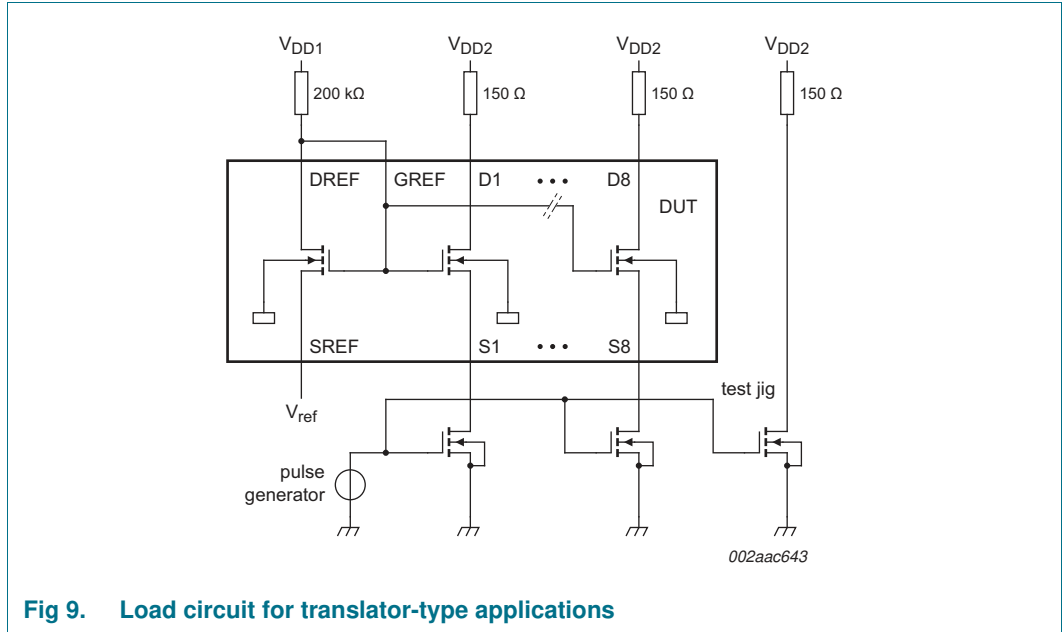 VDD1 VDD2 VDD2 VDD2
200 kΩ 150 Ω 150 Ω 150 Ω
DREF GREF D1 • • • D8
DUT
SREF S1 • • • S8
test jig
Vref
pulse
generator
002aac643
Fig 9. Load circuit for translator-type applications